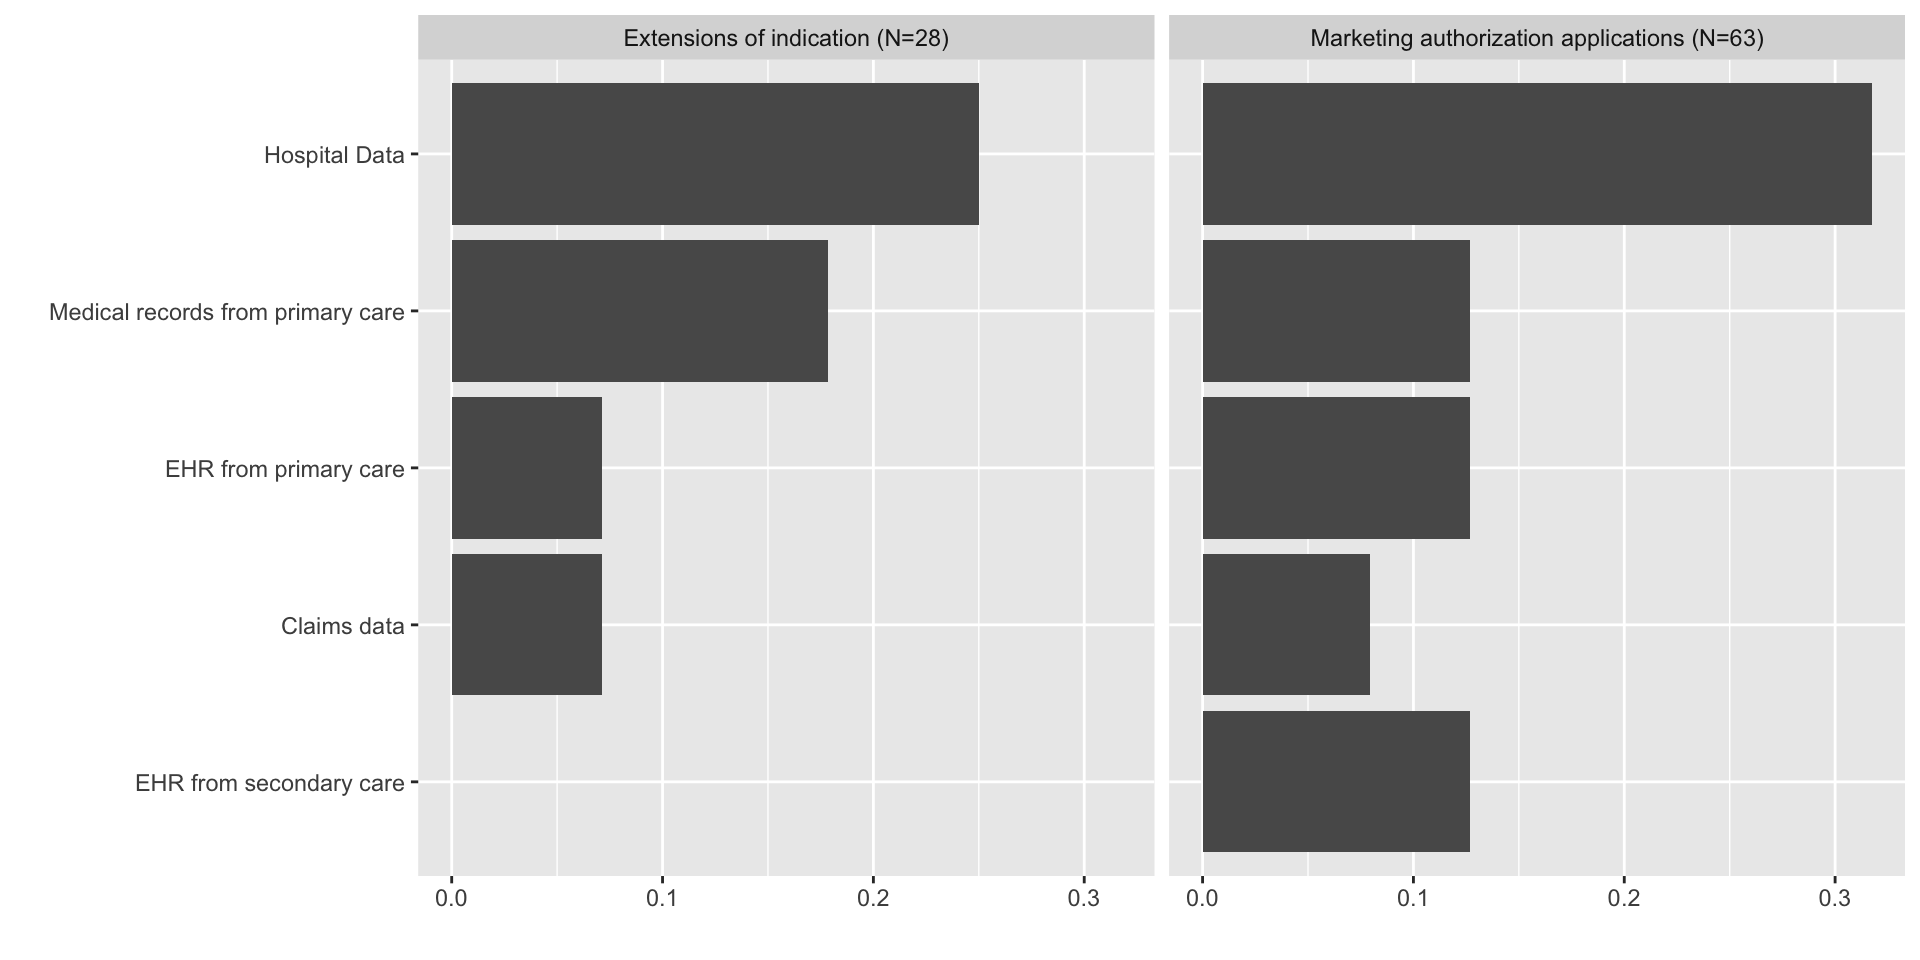 Extensions of indication (N=28)
Marketing authorization applications (N=63)
Hospital Data
Medical records from primary care
EHR from primary care
Claims data
EHR from secondary care
0.0 0.1 0.2 0.3
0.0 0.1 0.2 0.3